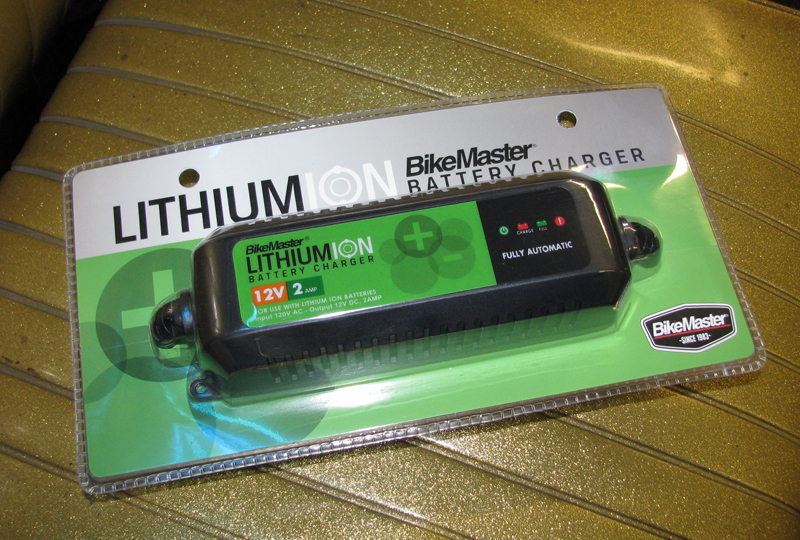 LITHIUMION
BikeMaster®
BATTERY CHARGER
BikeMaster®
LITHIUMION
BATTERY CHARGER
12V 2 AMP
FOR USE WITH LITHIUM ION BATTERIES
Input 120V AC - Output 12V DC, 2AMP
CHARGE FULL
FULLY AUTOMATIC
BikeMaster
-SINCE 1983-